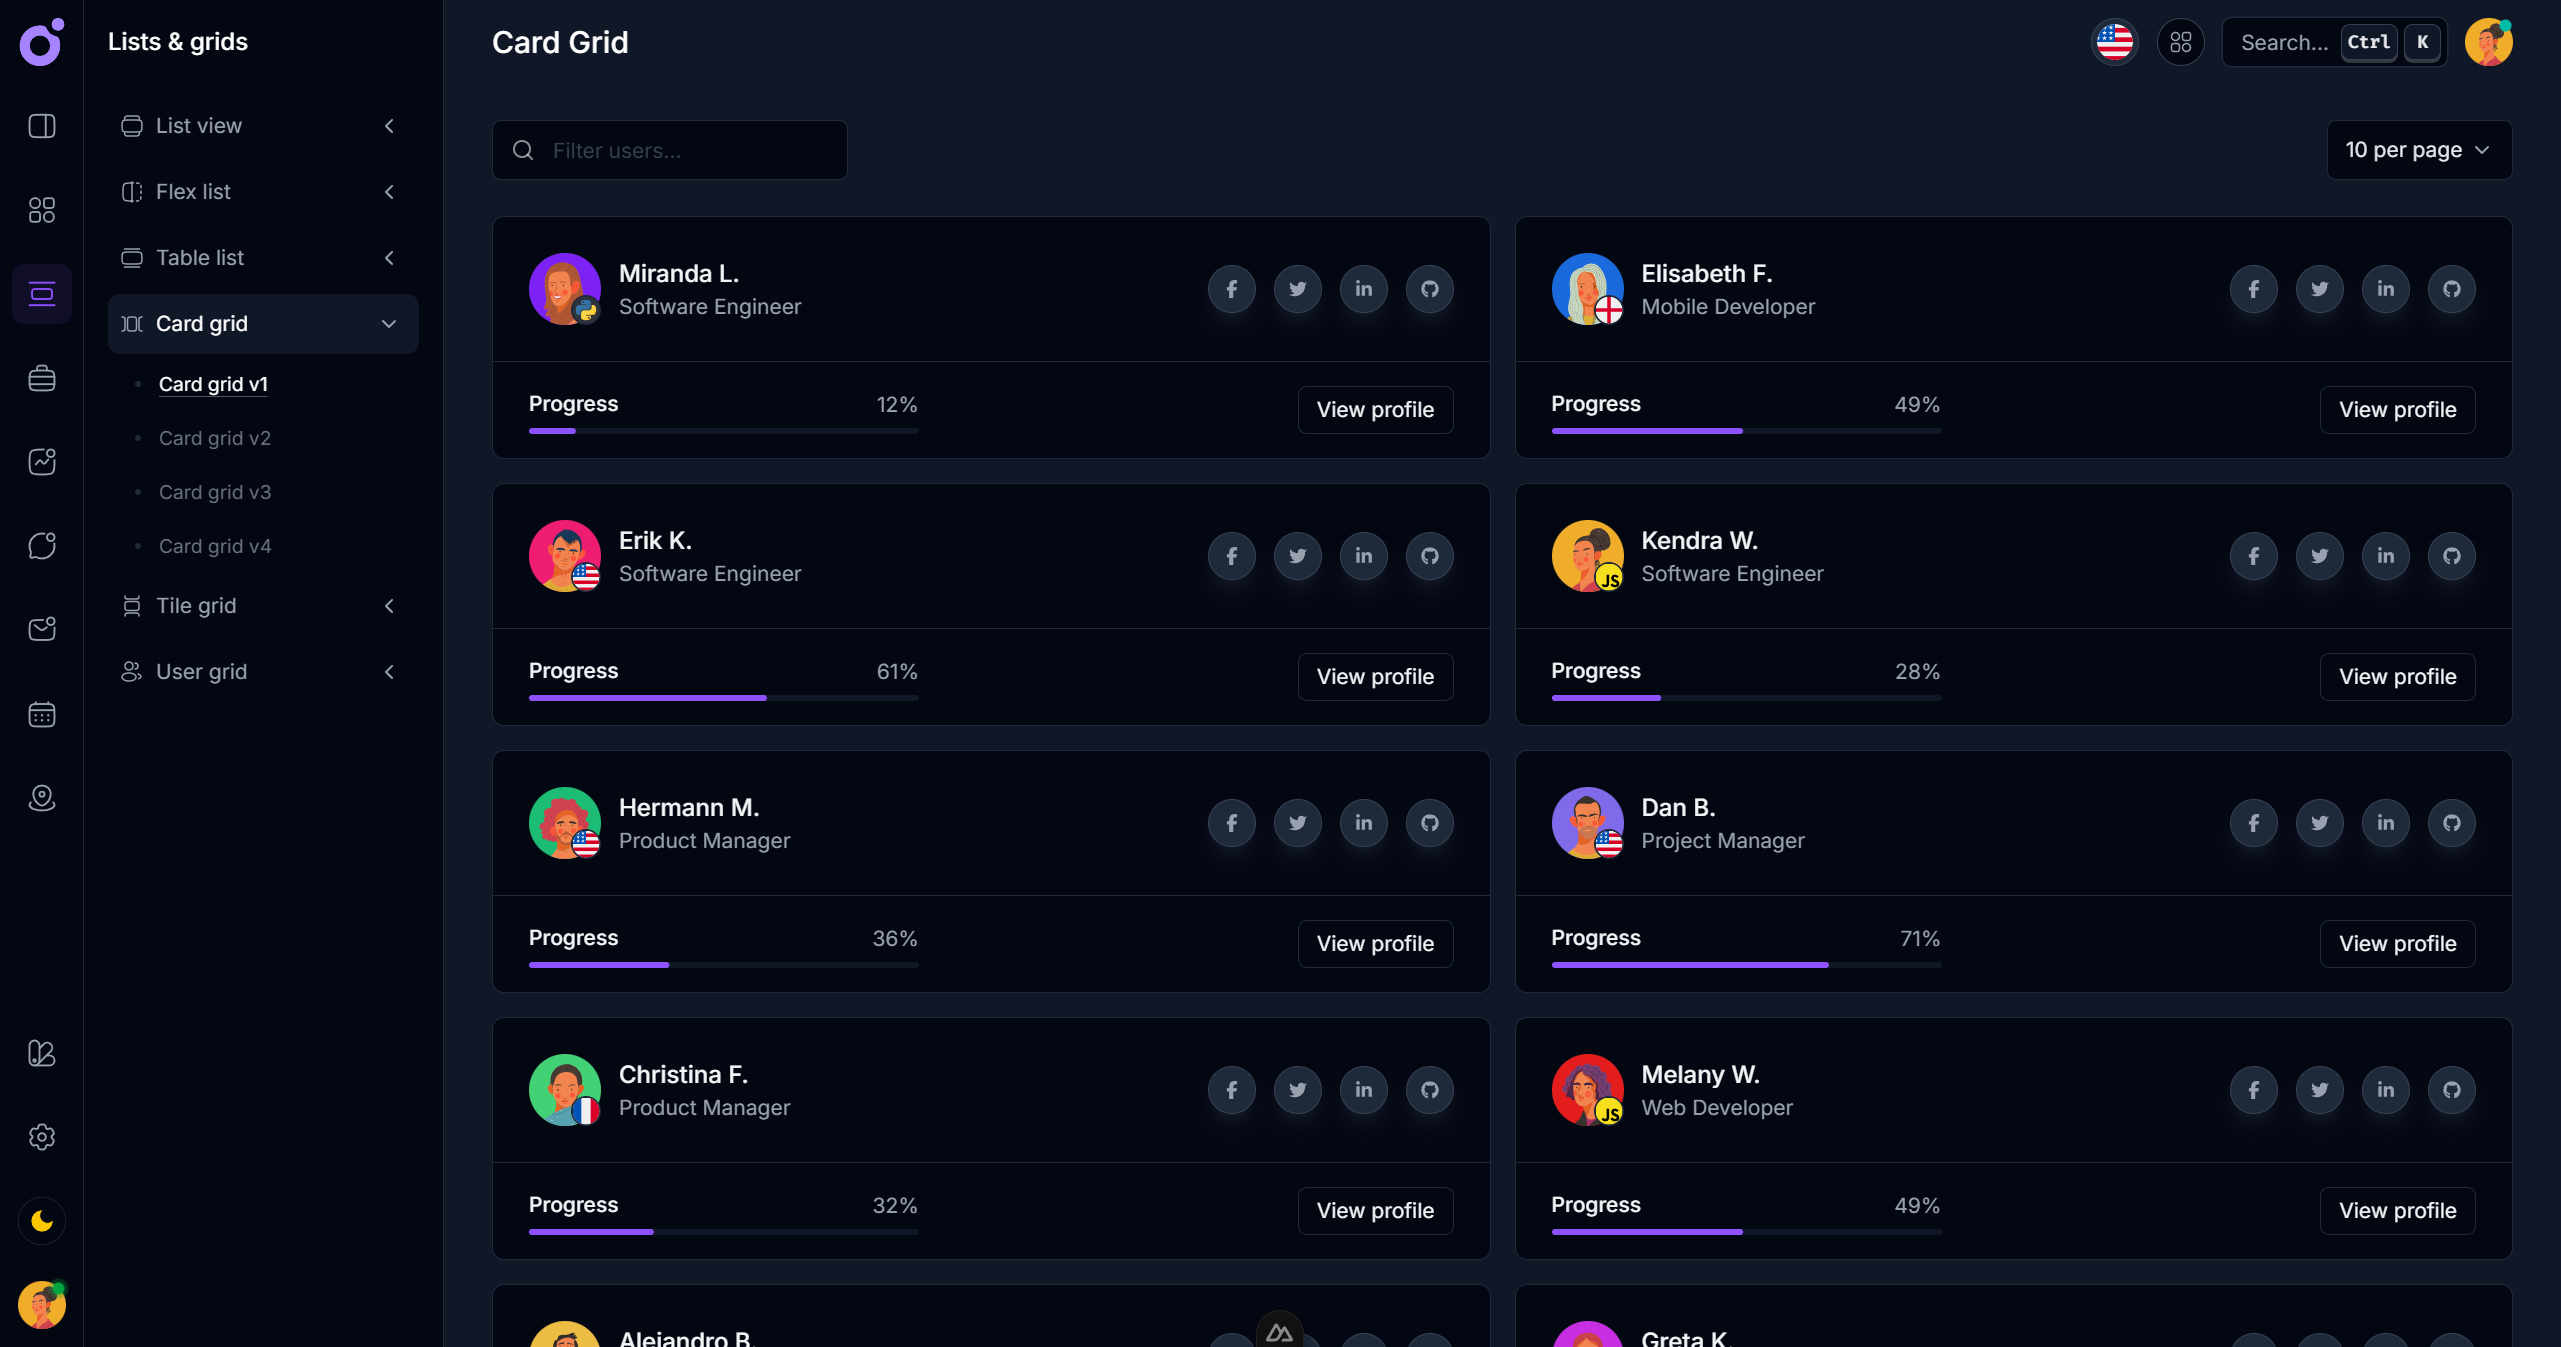 Lists & grids
List view
Flex list
Table list
Card grid
Card grid v1
Card grid v2
Card grid v3
Card grid v4
Tile grid
User grid
Card Grid
Search... Ctrl K
Filter users...
10 per page
Miranda L.
Software Engineer
Progress 12%
View profile
Elisabeth F.
Mobile Developer
Progress 49%
View profile
Erik K.
Software Engineer
Progress 61%
View profile
JS
Kendra W.
Software Engineer
Progress 28%
View profile
Hermann M.
Product Manager
Progress 36%
View profile
Dan B.
Project Manager
Progress 71%
View profile
Christina F.
Product Manager
Progress 32%
View profile
JS
Melany W.
Web Developer
Progress 49%
View profile
Alejandro B.
Greta K.